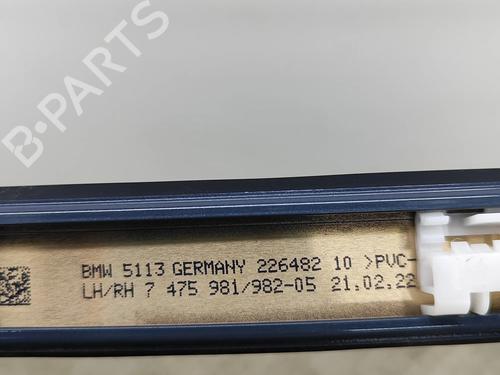 B-PARTS
BMW 5113 GERMANY 226482 10 >PVC-
LH/RH 7 475 981/982-05 21.02.22